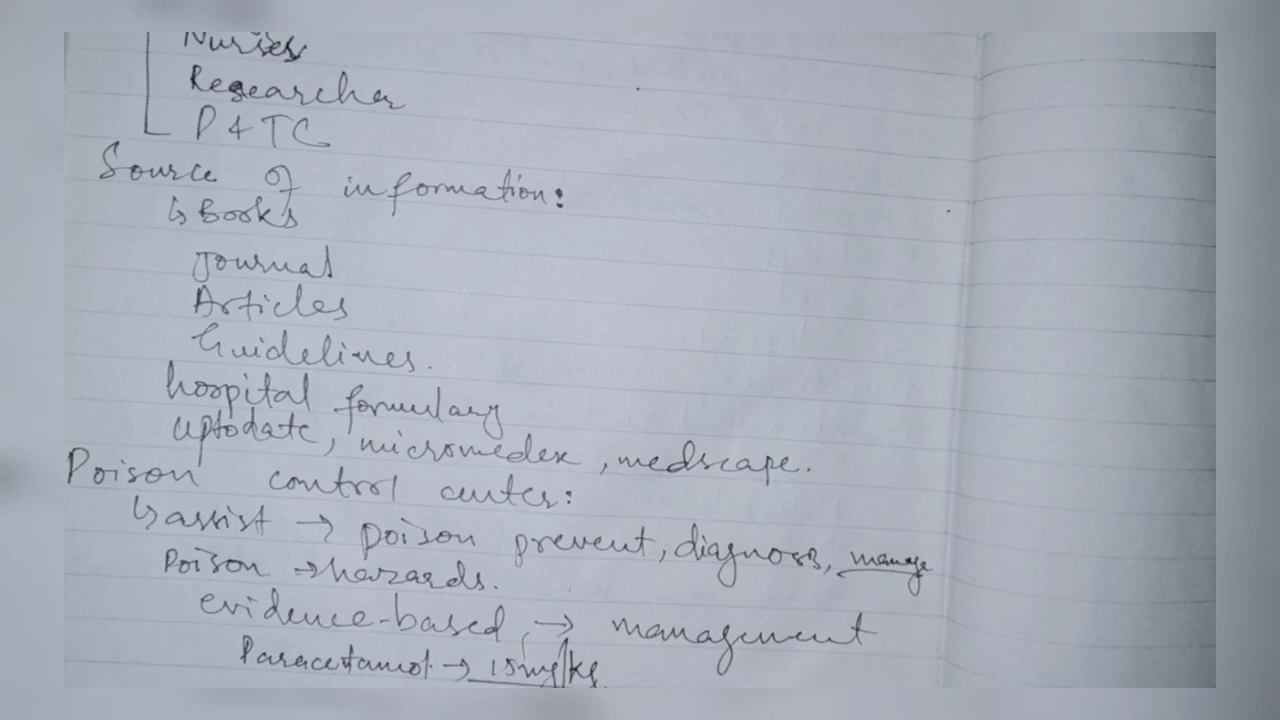 Nurses
Researcher
P & TC
Source of information:
↳ Books
Journal
Articles
Guidelines.
hospital formulary
Uptodate, micromedex, medscape.
Poison control center:
↳ assist → poison prevent, diagnosis, manage
Poison → hazards.
evidence-based, → management
Paracetamol → 15mg/kg